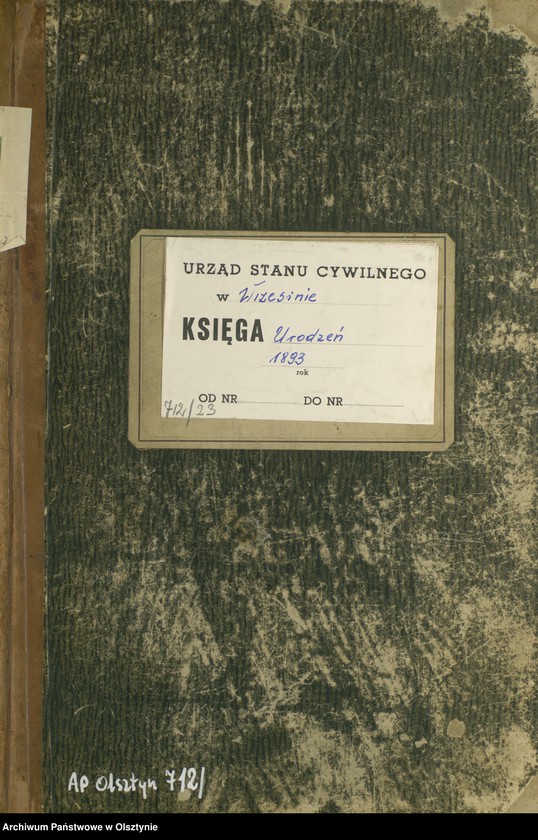 URZĄD STANU CYWILNEGO
w Wrzesinie
KSIĘGA Urodzeń
1893
rok
OD NR DO NR
712/23
AP Olsztyn 712/
Archiwum Państwowe w Olsztynie